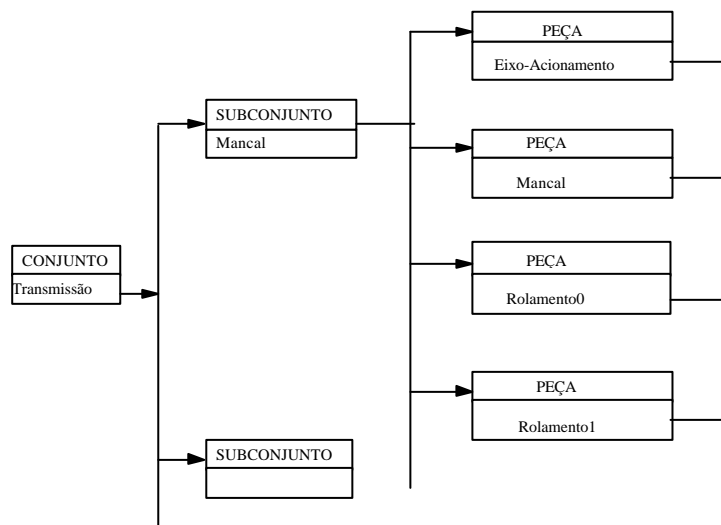 PEÇA
Eixo-Acionamento
SUBCONJUNTO
Mancal
PEÇA
Mancal
CONJUNTO
Transmissão
PEÇA
Rolamento0
PEÇA
Rolamento1
SUBCONJUNTO